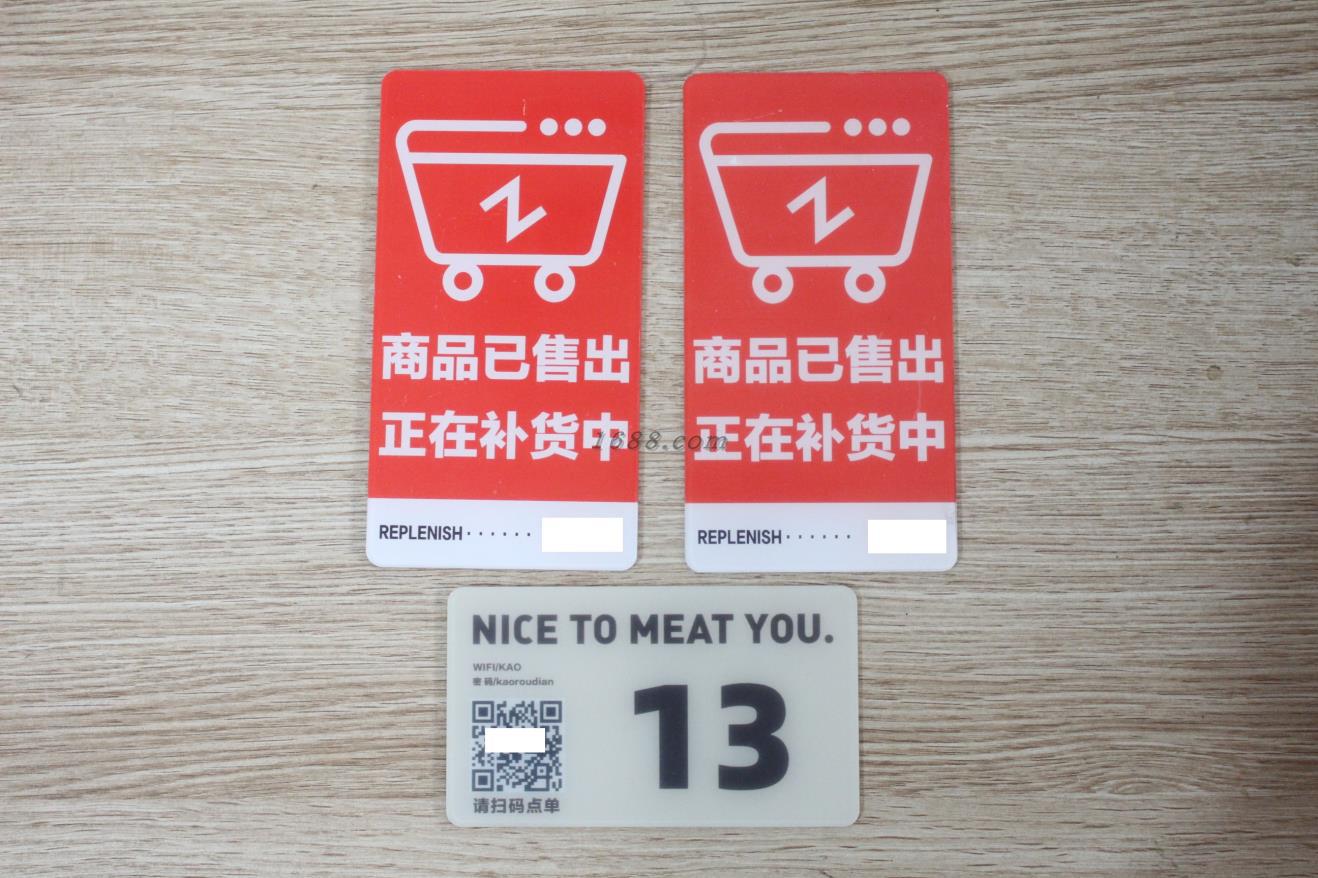 商品已售出
正在补货中
REPLENISH · · · · · ·
商品已售出
正在补货中
REPLENISH · · · · · ·
1688.com
NICE TO MEAT YOU.
WIFI/KAO
密 码/kaoroudian
13
请扫码点单